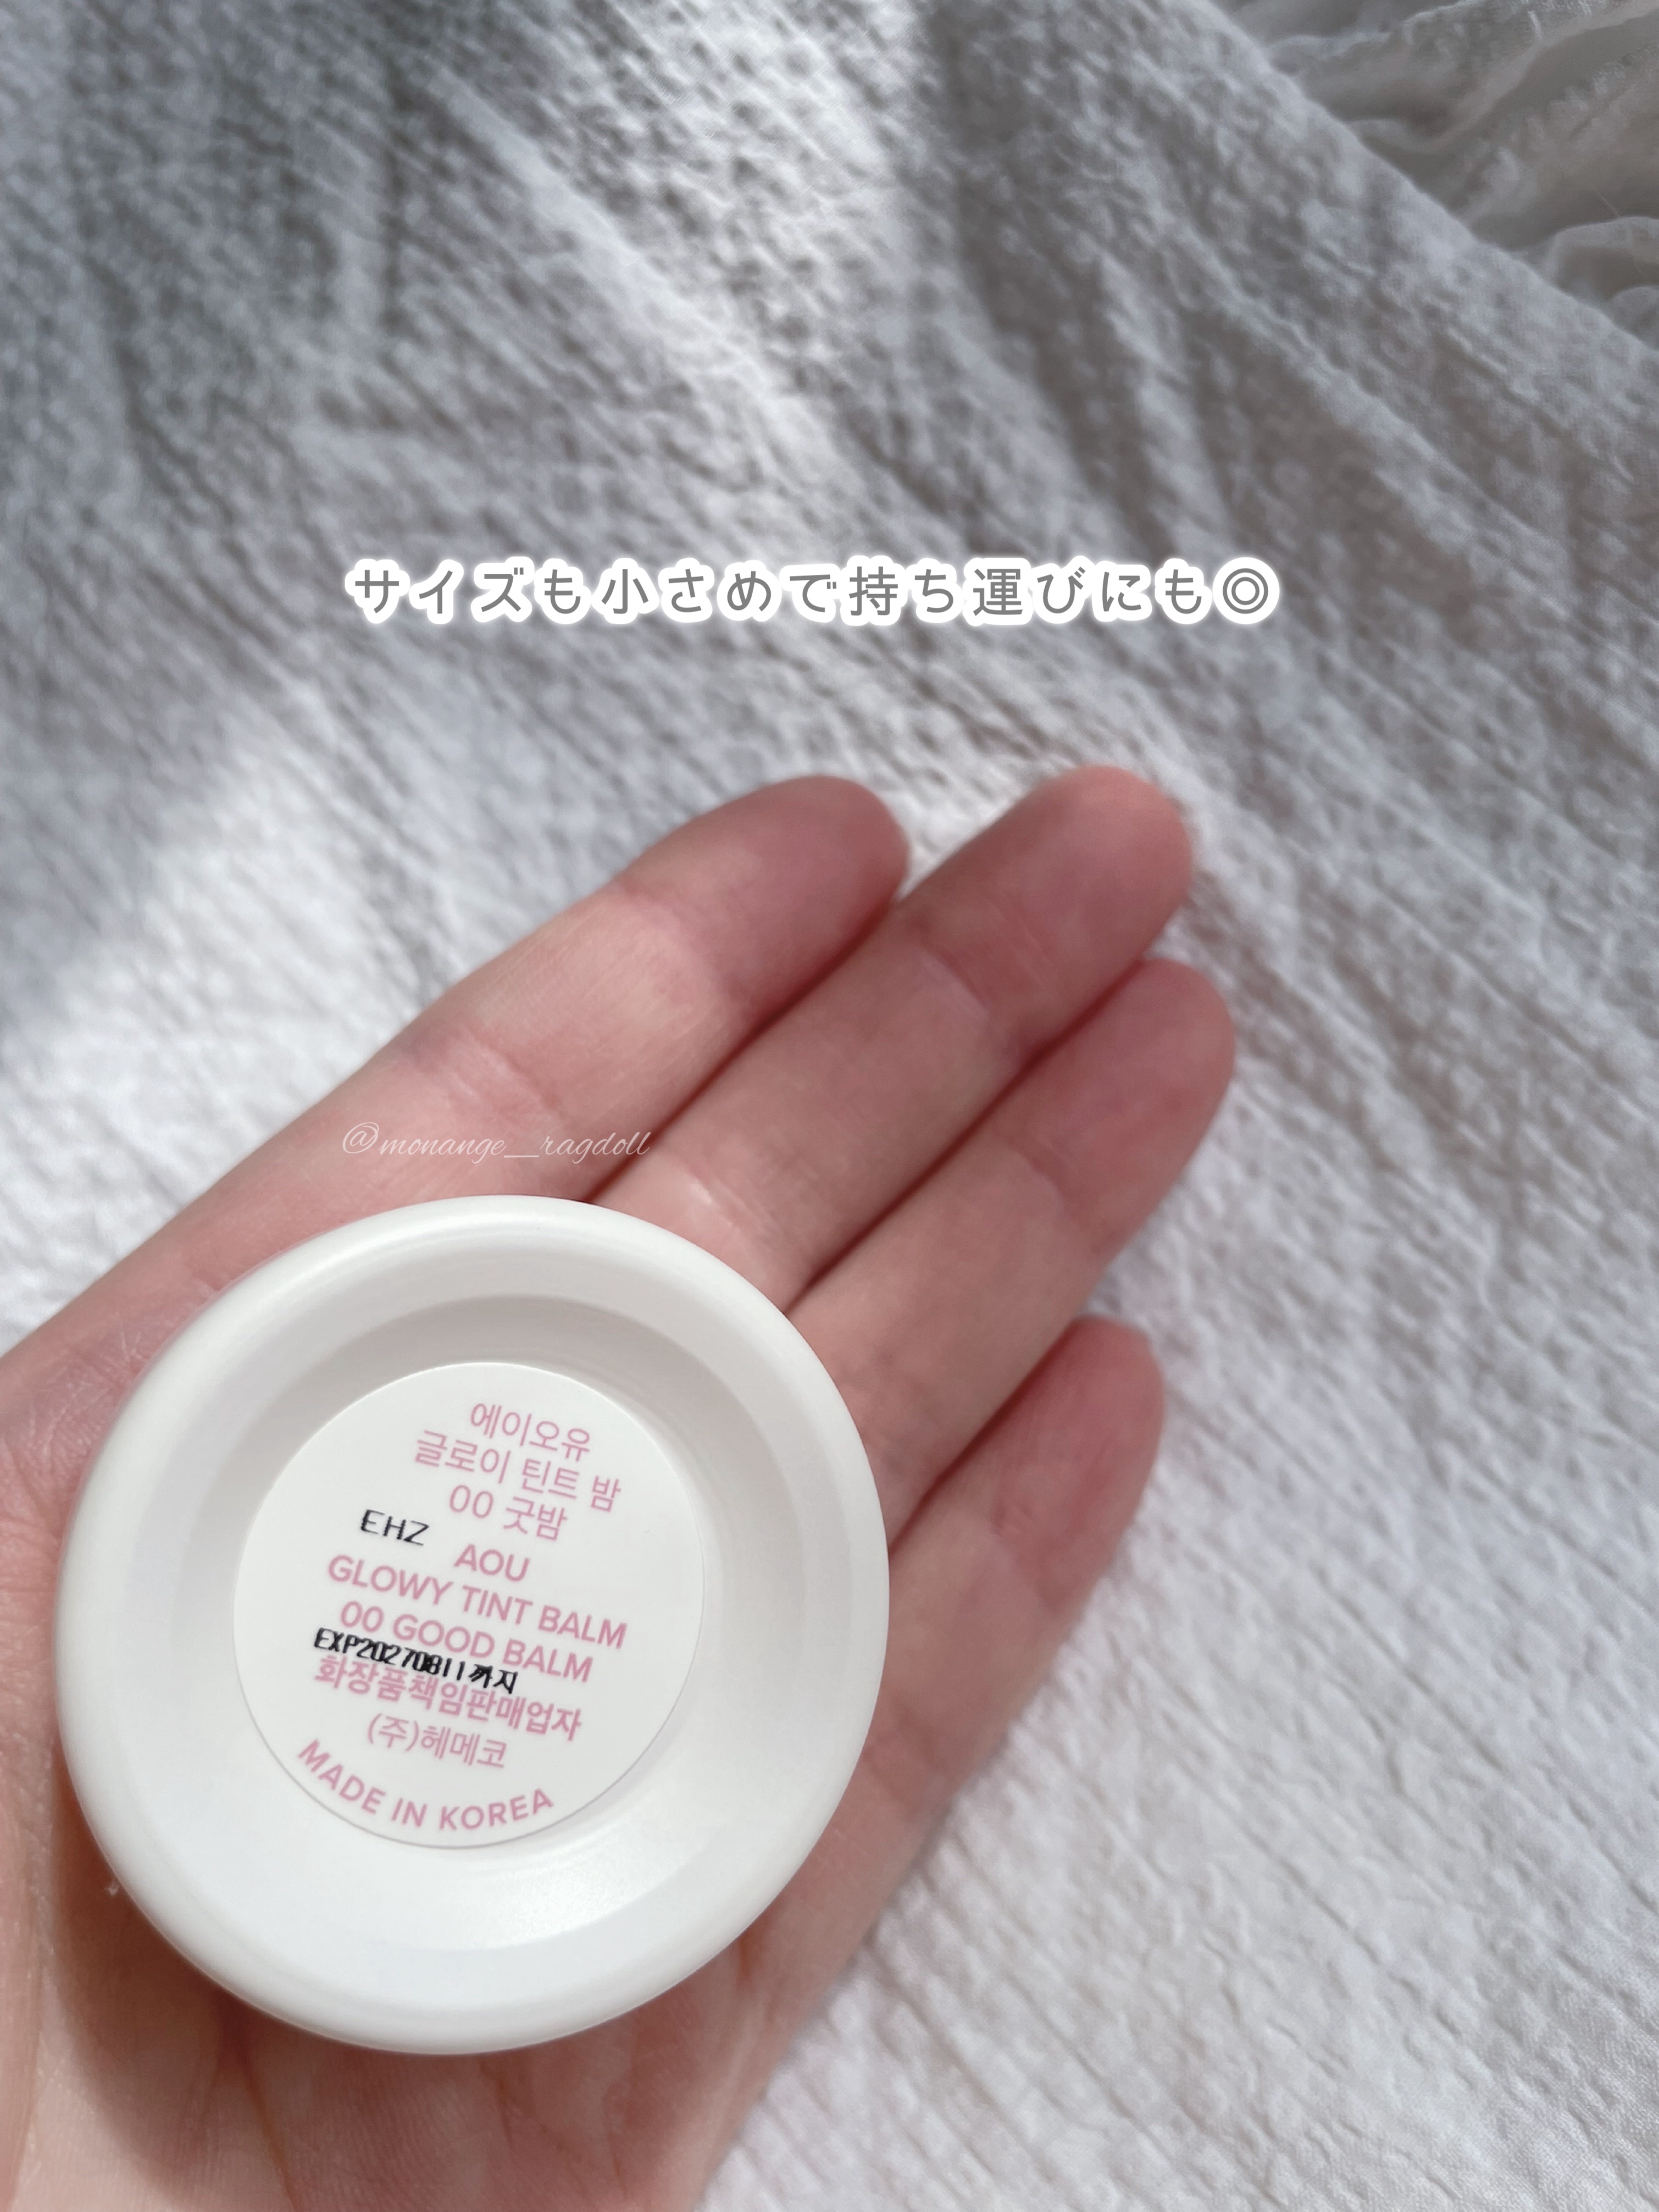 サイズも小さめで持ち運びにも◎
@monange__ragdoll
에이오유
글로이 틴트 밤
00 굿밤
EHZ
AOU
GLOWY TINT BALM
00 GOOD BALM
EXP20270811까지
화장품책임판매업자
(주)헤메코
MADE IN KOREA